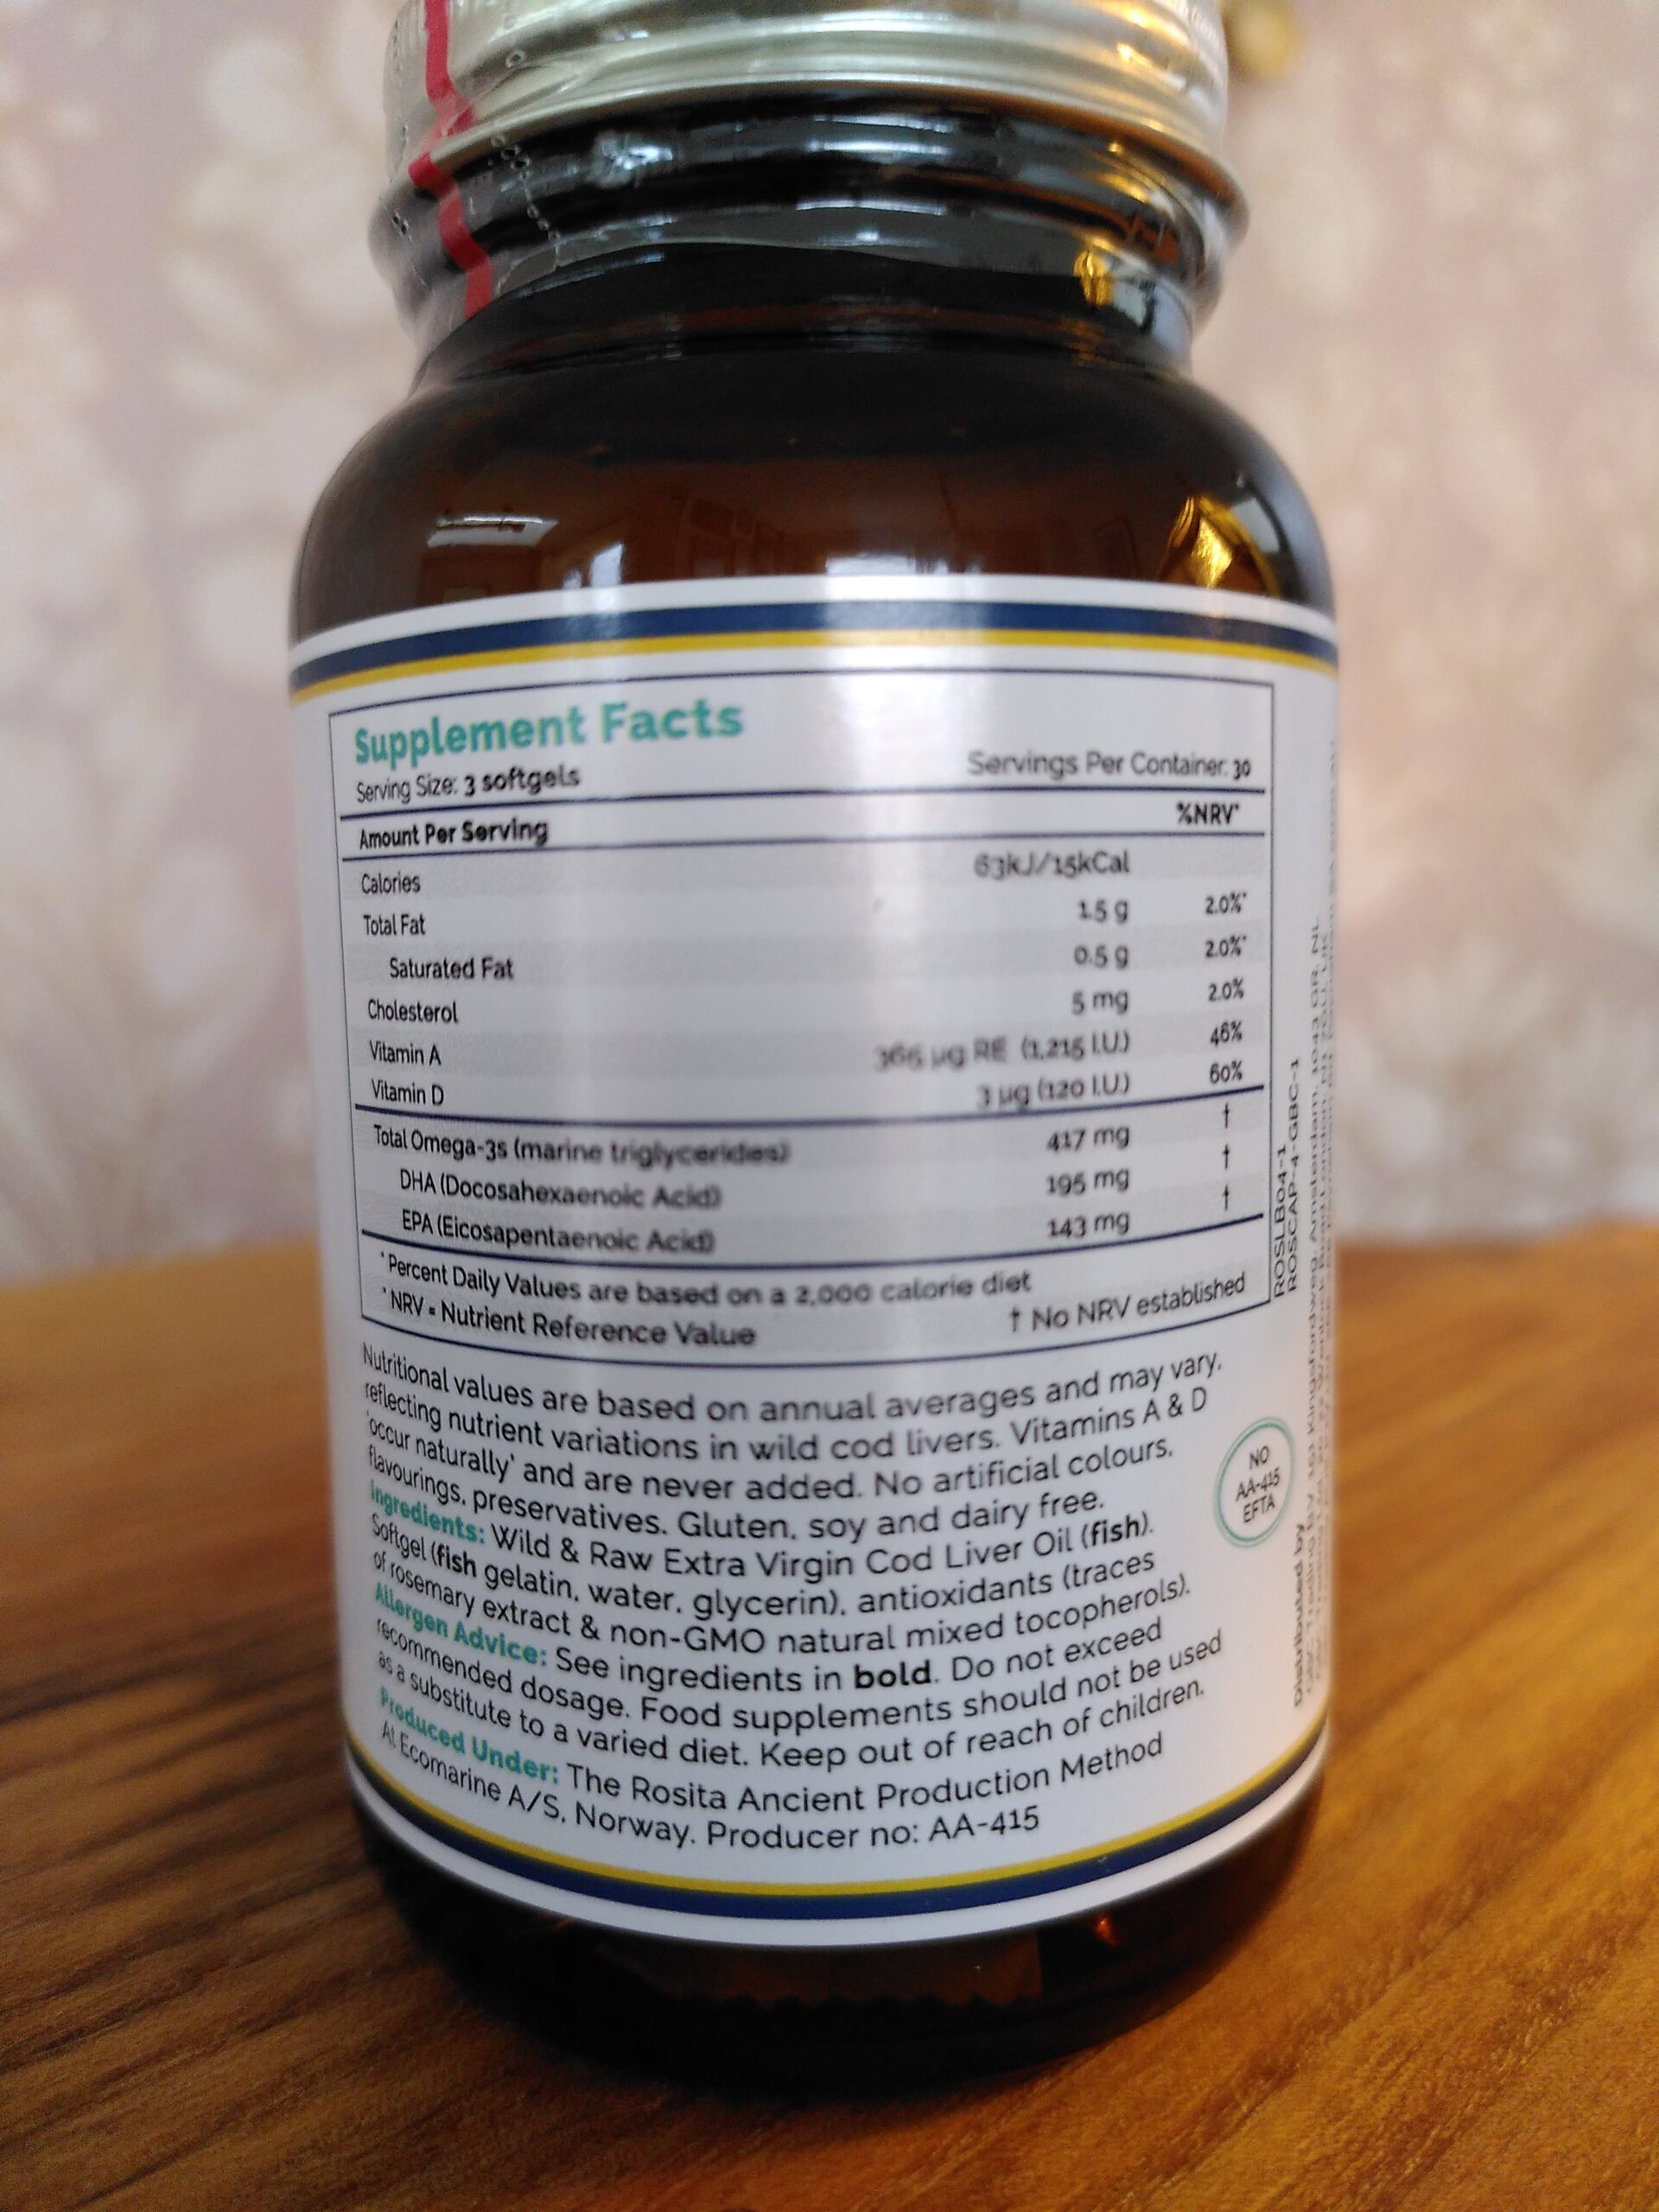 Supplement Facts
Serving Size: 3 softgels
Servings Per Container: 30
Amount Per Serving %NRV*
Calories 63kJ/15kCal
Total Fat 1.5 g 2.0%*
Saturated Fat 0.5 g 2.0%*
Cholesterol 5 mg 2.0%
Vitamin A 365 µg RE (1,215 I.U.) 46%
Vitamin D 3 µg (120 I.U.) 60%
Total Omega-3s (marine triglycerides) 417 mg †
DHA (Docosahexaenoic Acid) 195 mg †
EPA (Eicosapentaenoic Acid) 143 mg †
*Percent Daily Values are based on a 2,000 calorie diet
*NRV = Nutrient Reference Value † No NRV established
Nutritional values are based on annual averages and may vary,
reflecting nutrient variations in wild cod livers. Vitamins A & D
'occur naturally' and are never added. No artificial colours,
flavourings, preservatives. Gluten, soy and dairy free.
Ingredients: Wild & Raw Extra Virgin Cod Liver Oil (fish).
Softgel (fish gelatin, water, glycerin), antioxidants (traces
of rosemary extract & non-GMO natural mixed tocopherols).
Allergen Advice: See ingredients in bold. Do not exceed
recommended dosage. Food supplements should not be used
as a substitute to a varied diet. Keep out of reach of children.
Produced Under: The Rosita Ancient Production Method
At Ecomarine A/S, Norway. Producer no: AA-415
NO
AA-415
EFTA
ROSLB04-1
ROSCAP-4-GBC-1
Distributed by